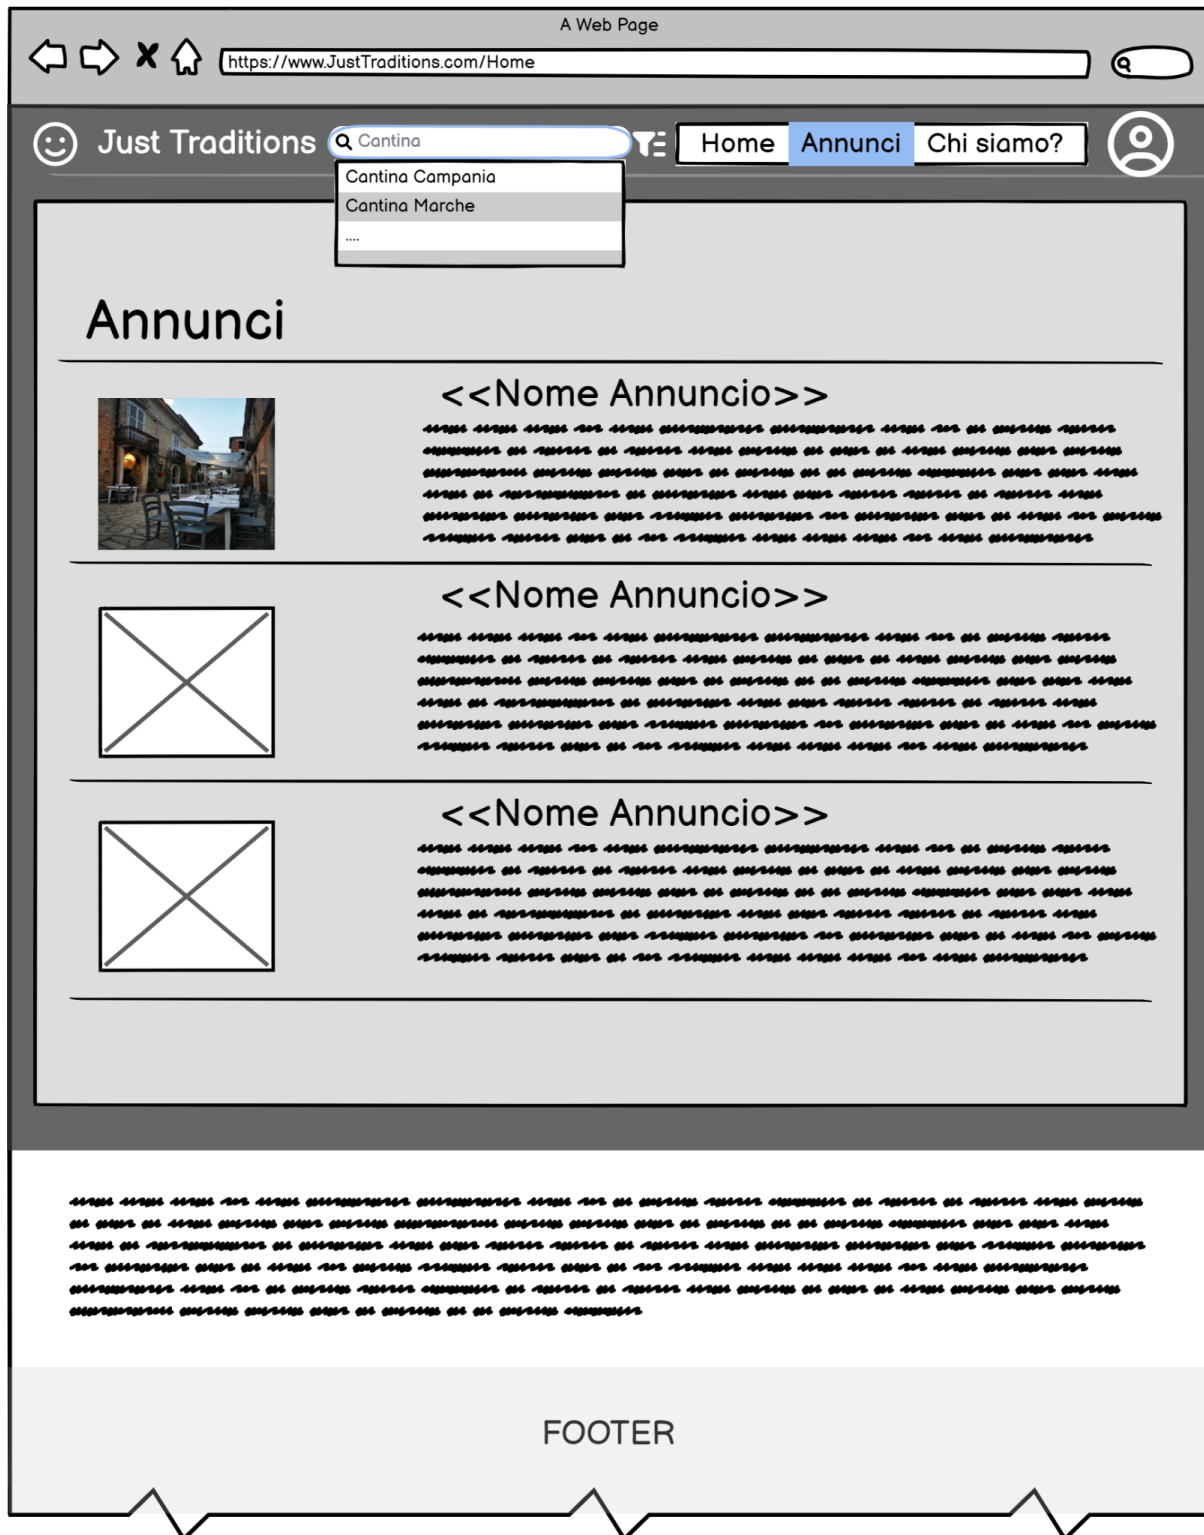 A Web Page
https://www.JustTraditions.com/Home
Just Traditions
Cantina
Home
Annunci
Chi siamo?
Cantina Campania
Cantina Marche
....
Annunci
<<Nome Annuncio>>
<<Nome Annuncio>>
<<Nome Annuncio>>
FOOTER